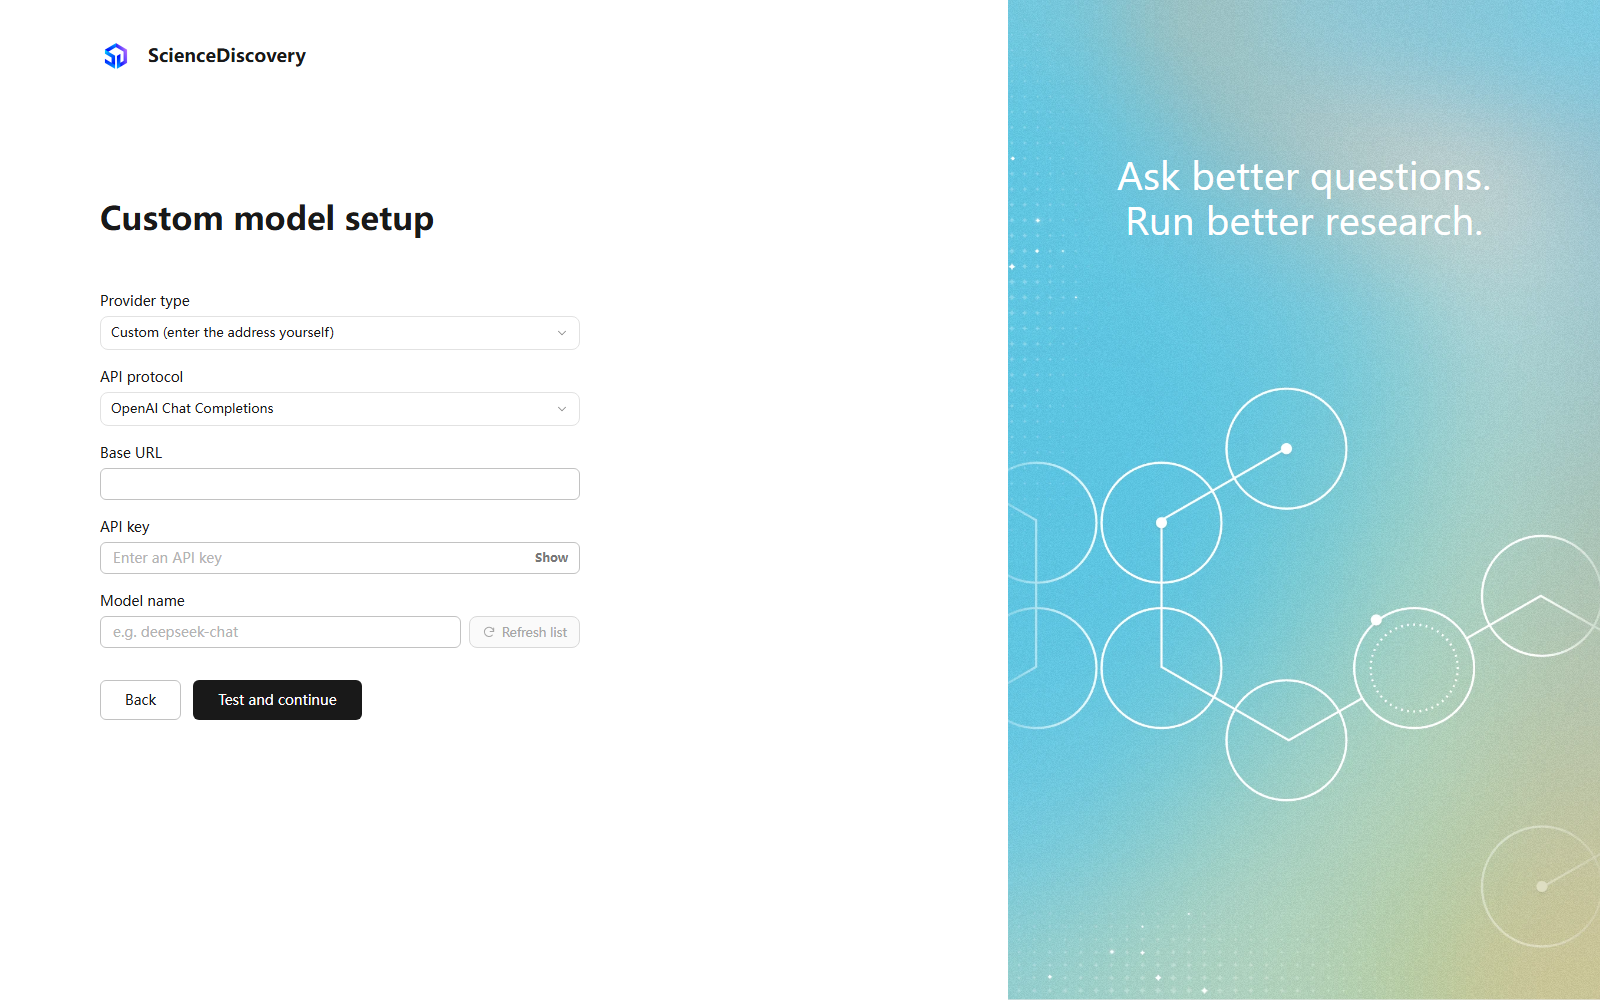 ScienceDiscovery
Custom model setup
Provider type
Custom (enter the address yourself)
API protocol
OpenAI Chat Completions
Base URL
API key
Enter an API key
Show
Model name
e.g. deepseek-chat
Refresh list
Back
Test and continue
Ask better questions.
Run better research.